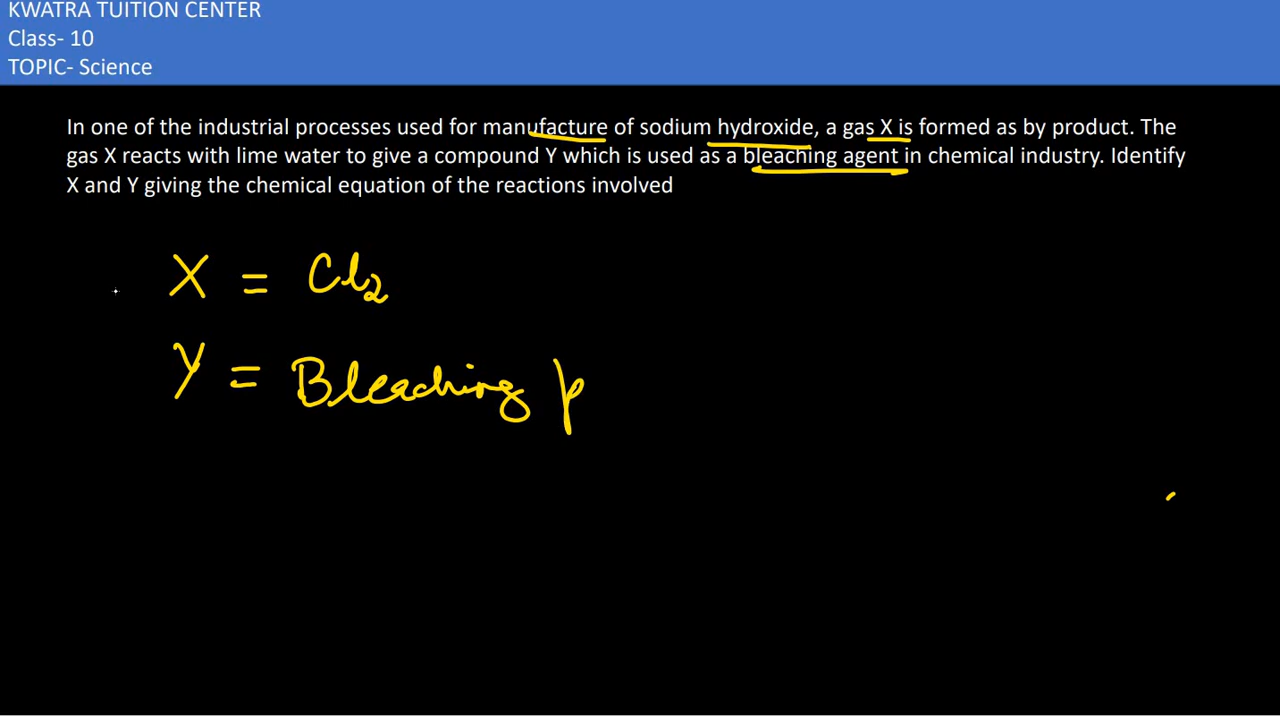 KWATRA TUITION CENTER
Class- 10
TOPIC- Science
In one of the industrial processes used for manufacture of sodium hydroxide, a gas X is formed as by product. The
gas X reacts with lime water to give a compound Y which is used as a bleaching agent in chemical industry. Identify
X and Y giving the chemical equation of the reactions involved
X = Cl2
Y = Bleaching p